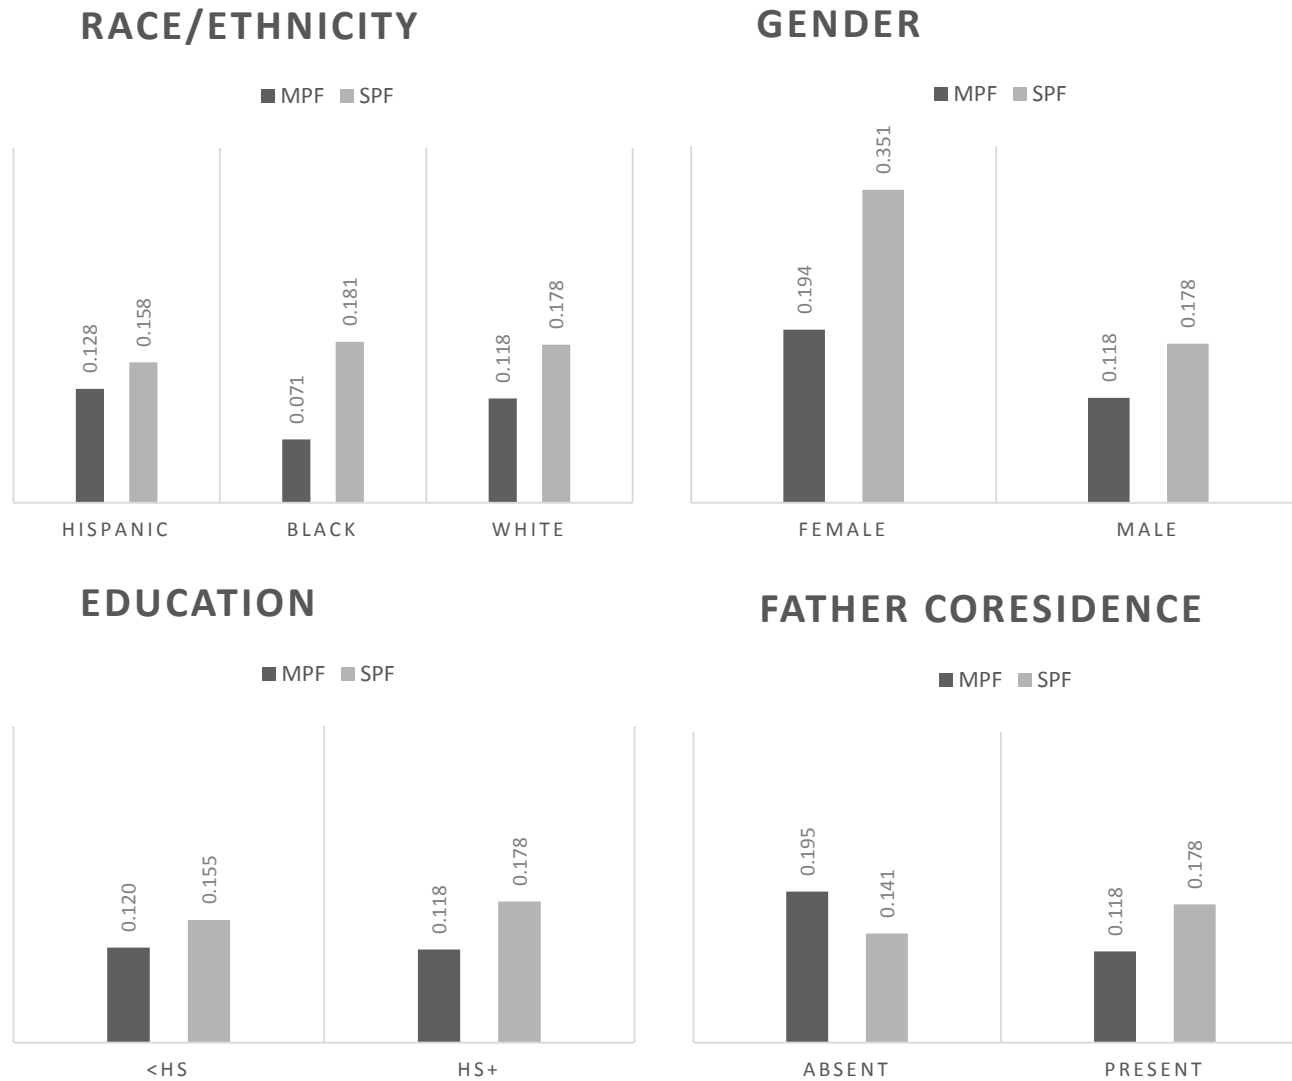 RACE/ETHNICITY
MPF SPF
0.128
0.158
0.071
0.181
0.118
0.178
HISPANIC BLACK WHITE
GENDER
MPF SPF
0.194
0.351
0.118
0.178
FEMALE MALE
EDUCATION
MPF SPF
0.120
0.155
0.118
0.178
<HS HS+
FATHER CORESIDENCE
MPF SPF
0.195
0.141
0.118
0.178
ABSENT PRESENT